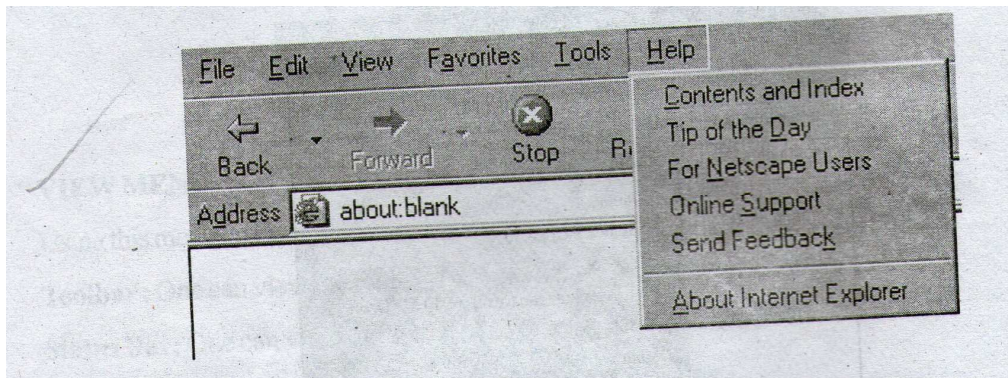 File Edit View Favorites Tools Help
Back Forward Stop
Address about:blank
Contents and Index
Tip of the Day
For Netscape Users
Online Support
Send Feedback
About Internet Explorer